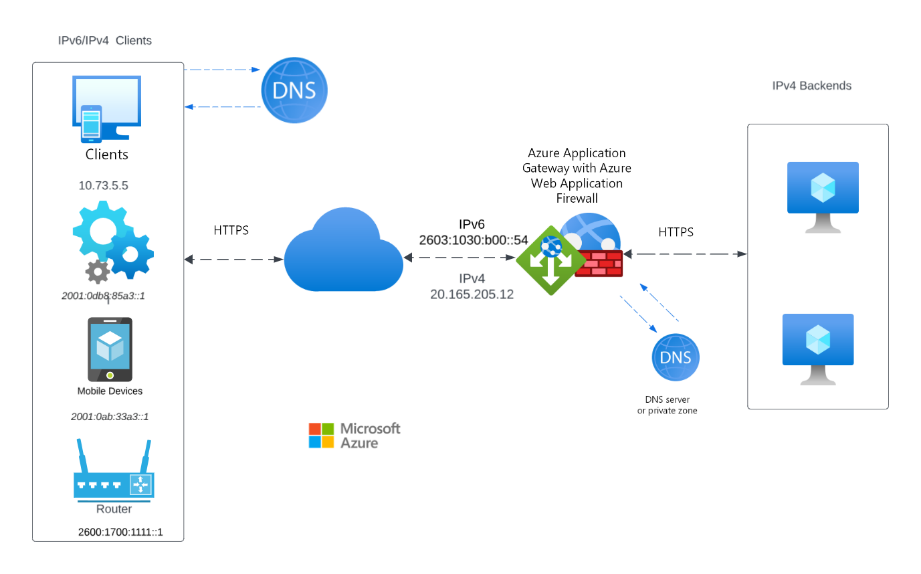 IPv6/IPv4 Clients
DNS
Clients
10.73.5.5
2001:0db8:85a3::1
Mobile Devices
2001:0ab:33a3::1
Router
2600:1700:1111::1
HTTPS
IPv6
2603:1030:b00::54
IPv4
20.165.205.12
Azure Application
Gateway with Azure
Web Application
Firewall
HTTPS
DNS
DNS server
or private zone
IPv4 Backends
Microsoft
Azure